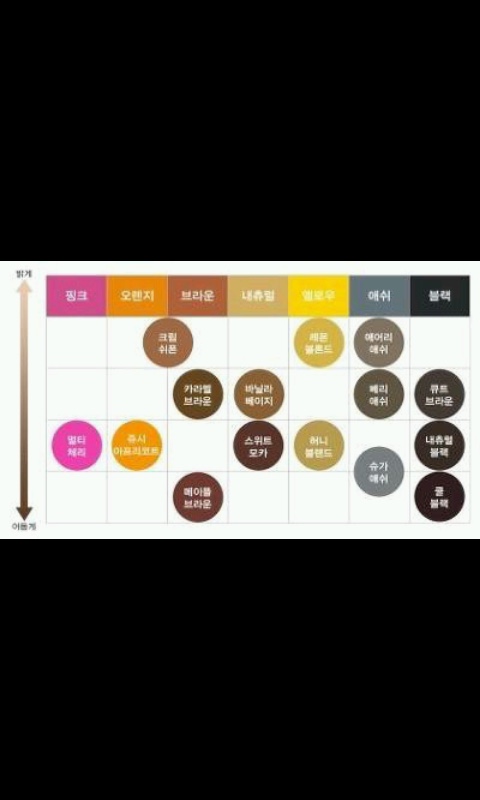 밝게
핑크 오렌지 브라운 내츄럴 옐로우 애쉬 블랙
크림
쉬폰
레몬
블론드
에어리
애쉬
카라멜
브라운
바닐라
베이지
베리
애쉬
큐트
브라운
멀티
체리
쥬시
아프리코트
스위트
모카
허니
블랜드
슈가
애쉬
내츄럴
블랙
메이플
브라운
쿨
블랙
어둡게